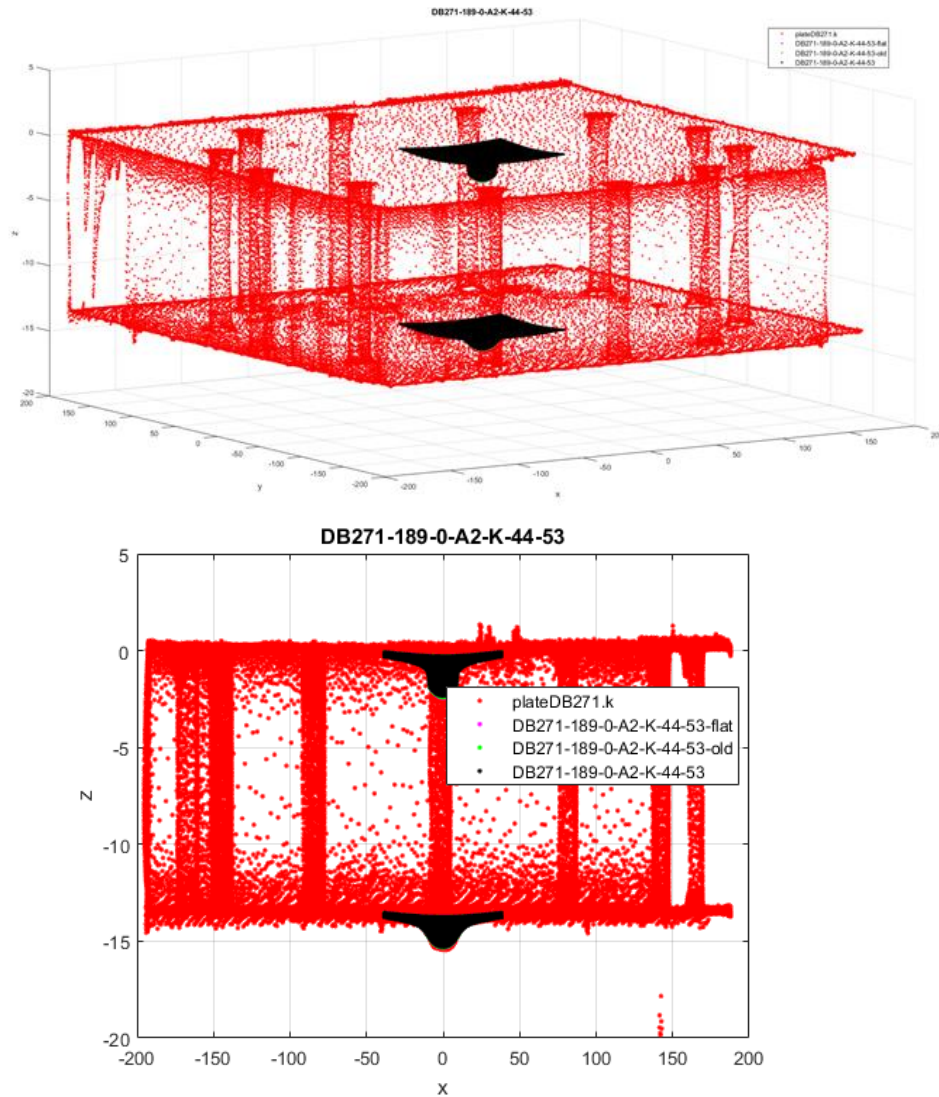 DB271-189-0-A2-K-44-53
plateDB271.k
DB271-189-0-A2-K-44-53-flat
DB271-189-0-A2-K-44-53-old
DB271-189-0-A2-K-44-53
5
0
-5
-10
-15
-20
z
200
150
100
50
0
-50
-100
-150
-200
y
-200
-150
-100
-50
0
50
100
150
20
x
DB271-189-0-A2-K-44-53
5
0
-5
-10
-15
-20
z
plateDB271.k
DB271-189-0-A2-K-44-53-flat
DB271-189-0-A2-K-44-53-old
DB271-189-0-A2-K-44-53
-200 -150 -100 -50 0 50 100 150 200
x